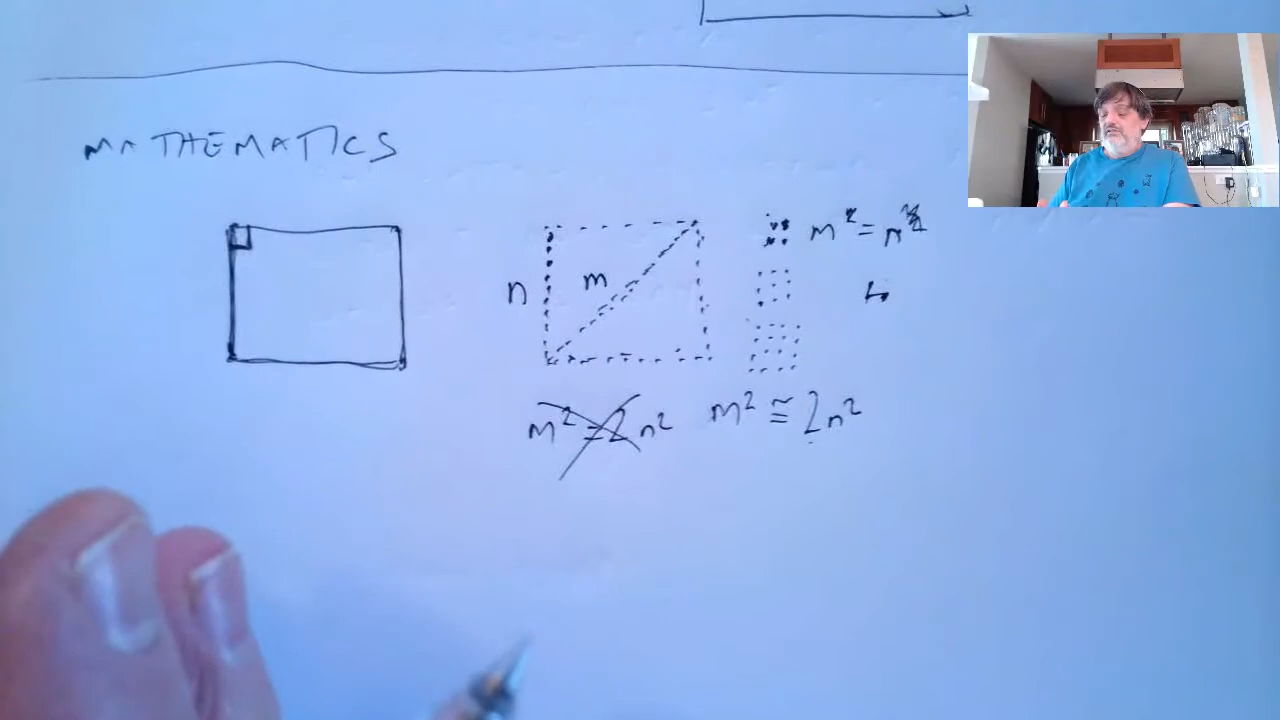 MATHEMATICS
n
m
m² = n²
m² = 2n²
m² ≅ 2n²